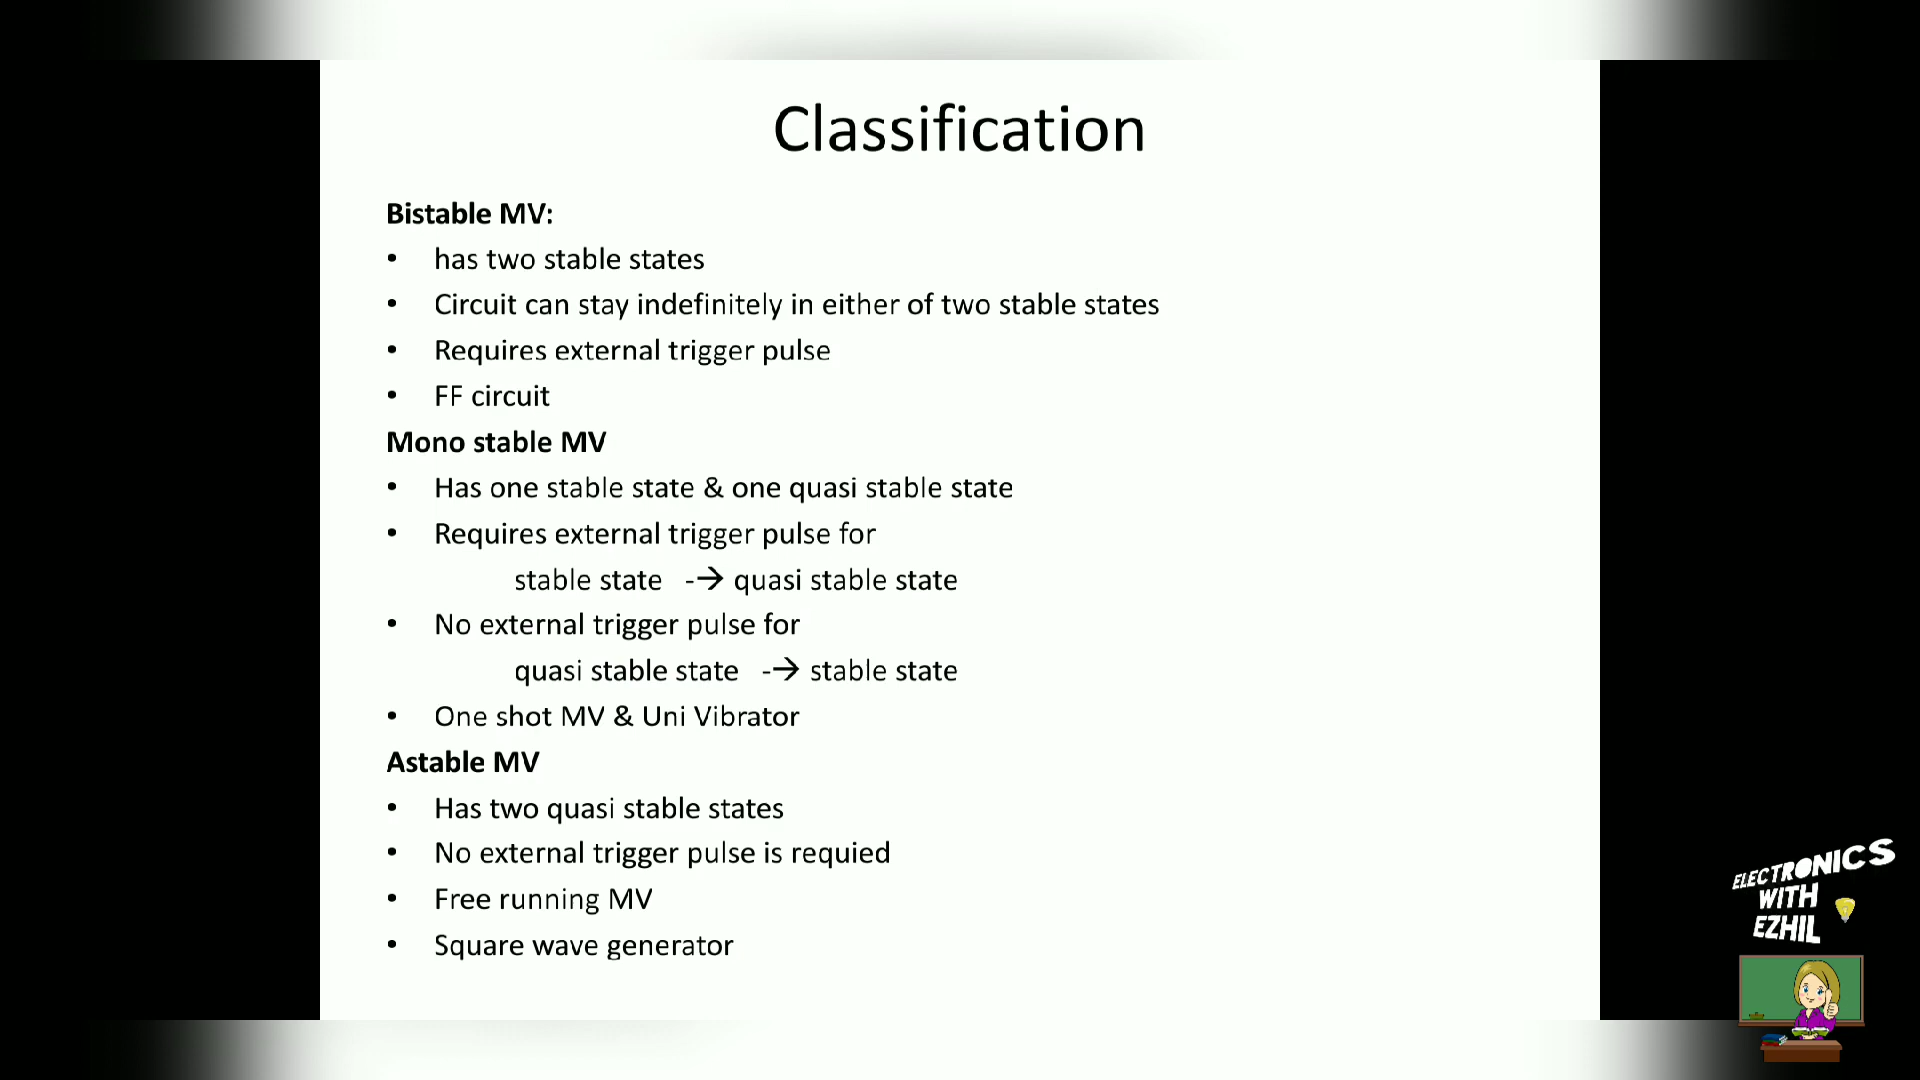 Classification
Bistable MV:
• has two stable states
• Circuit can stay indefinitely in either of two stable states
• Requires external trigger pulse
• FF circuit
Mono stable MV
• Has one stable state & one quasi stable state
• Requires external trigger pulse for
stable state -→ quasi stable state
• No external trigger pulse for
quasi stable state -→ stable state
• One shot MV & Uni Vibrator
Astable MV
• Has two quasi stable states
• No external trigger pulse is requied
• Free running MV
• Square wave generator
ELECTRONICS
WITH
EZHIL